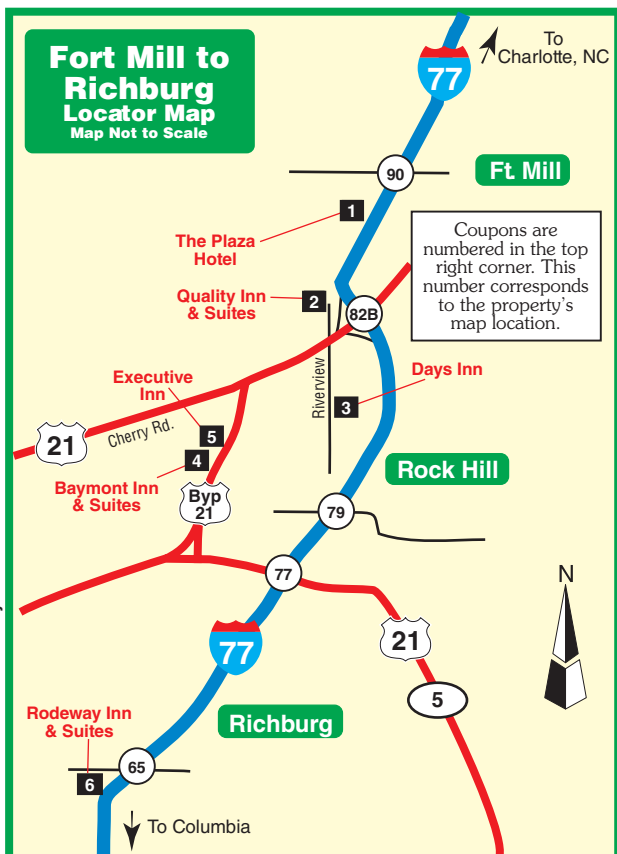 Fort Mill to
Richburg
Locator Map
Map Not to Scale
To
Charlotte, NC
77
90
Ft. Mill
1
The Plaza
Hotel
Coupons are
numbered in the top
right corner. This
number corresponds
to the property's
map location.
Quality Inn
& Suites
2
82B
Executive
Inn
Riverview
3
Days Inn
21
Cherry Rd.
5
4
Baymont Inn
& Suites
Byp
21
Rock Hill
79
77
N
77
21
5
Rodeway Inn
& Suites
Richburg
65
6
To Columbia